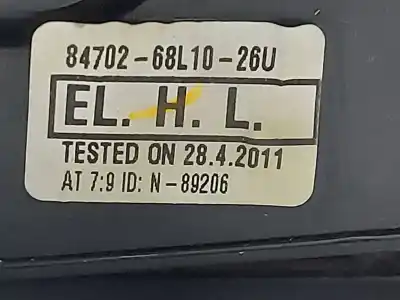 84702-68L10-26U
EL. H. L.
TESTED ON 28.4.2011
AT 7:9 ID: N-89206